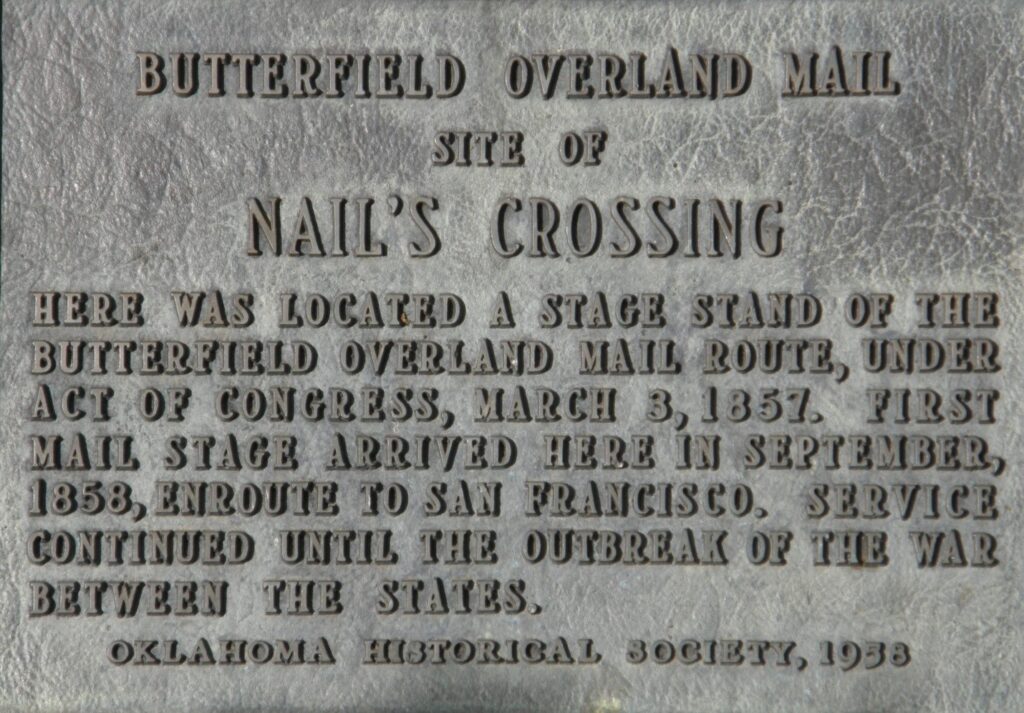 BUTTERFIELD OVERLAND MAIL
SITE OF
NAIL'S CROSSING
HERE WAS LOCATED A STAGE STAND OF THE
BUTTERFIELD OVERLAND MAIL ROUTE, UNDER
ACT OF CONGRESS, MARCH 3, 1857. FIRST
MAIL STAGE ARRIVED HERE IN SEPTEMBER,
1858, ENROUTE TO SAN FRANCISCO. SERVICE
CONTINUED UNTIL THE OUTBREAK OF THE WAR
BETWEEN THE STATES.
OKLAHOMA HISTORICAL SOCIETY, 1958